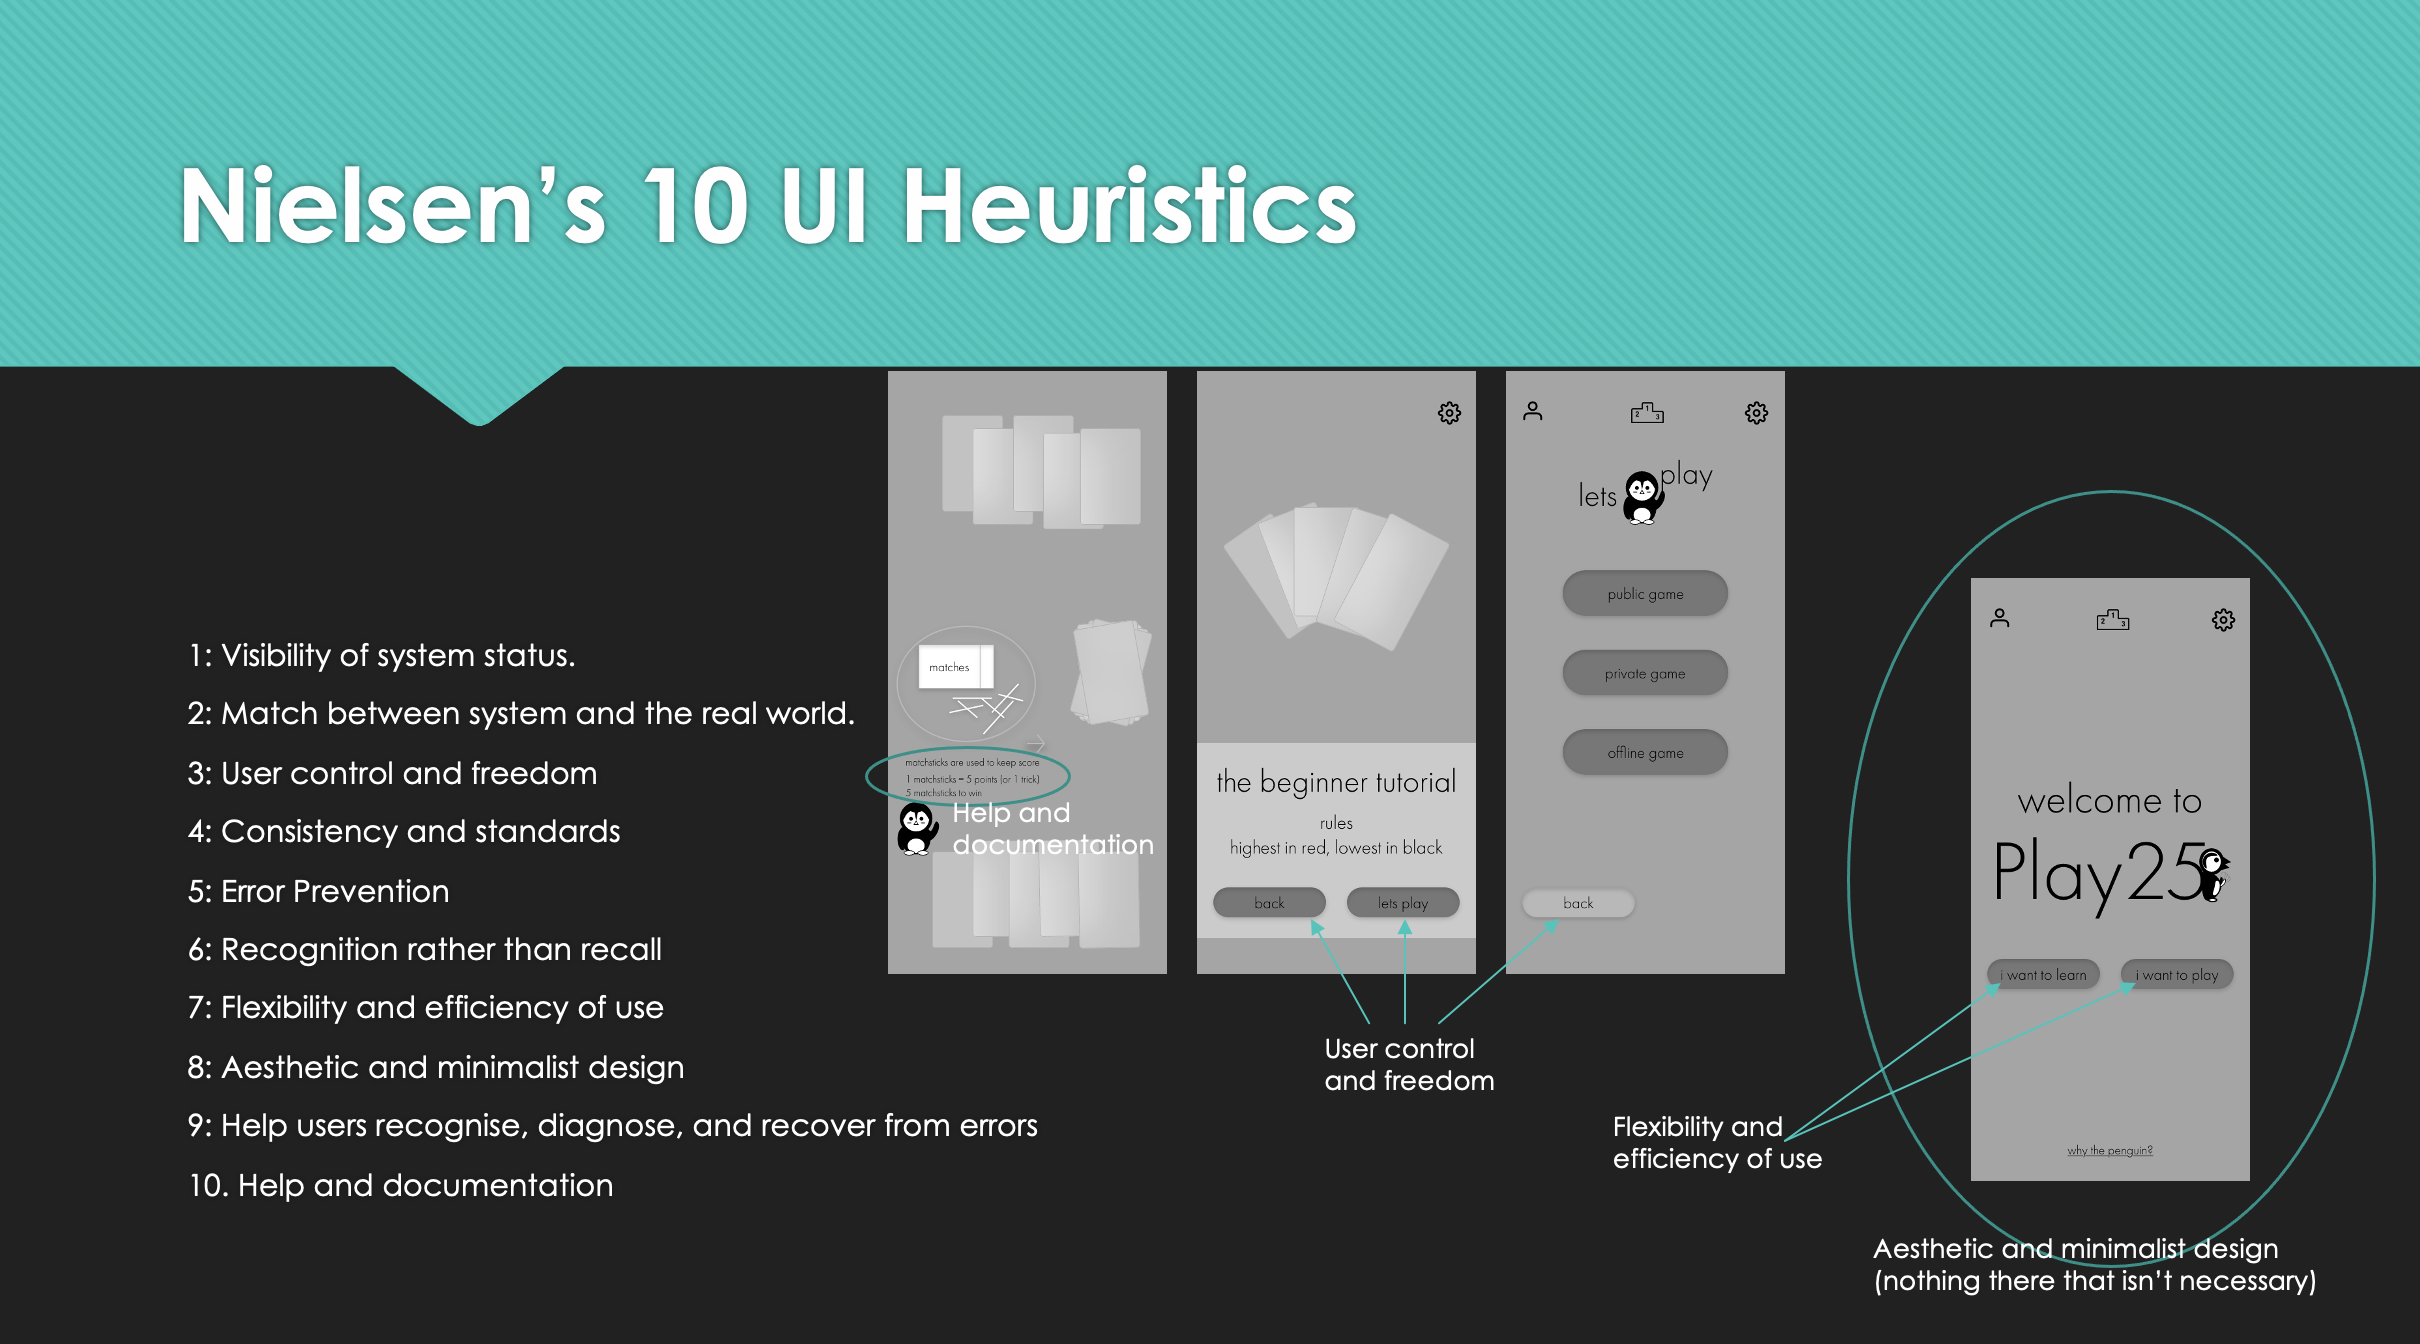 Nielsen’s 10 UI Heuristics
1: Visibility of system status.
2: Match between system and the real world.
3: User control and freedom
4: Consistency and standards
5: Error Prevention
6: Recognition rather than recall
7: Flexibility and efficiency of use
8: Aesthetic and minimalist design
9: Help users recognise, diagnose, and recover from errors
10. Help and documentation
matches
matchsticks are used to keep score
1 matchsticks = 5 points (or 1 trick)
5 matchsticks to win
Help and
documentation
the beginner tutorial
rules
highest in red, lowest in black
back
lets play
2 1 3
lets play
public game
private game
offline game
back
User control
and freedom
2 1 3
welcome to
Play25
i want to learn
i want to play
why the penguin?
Flexibility and
efficiency of use
Aesthetic and minimalist design
(nothing there that isn’t necessary)